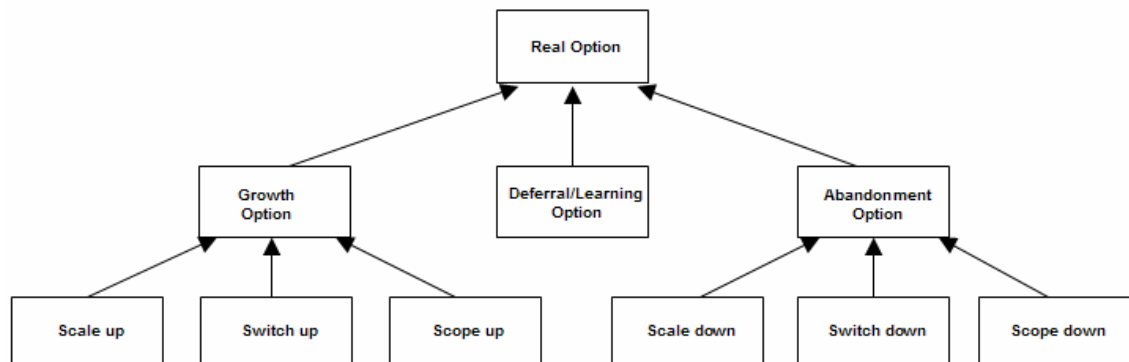 Real Option
Growth
Option
Deferral/Learning
Option
Abandonment
Option
Scale up
Switch up
Scope up
Scale down
Switch down
Scope down